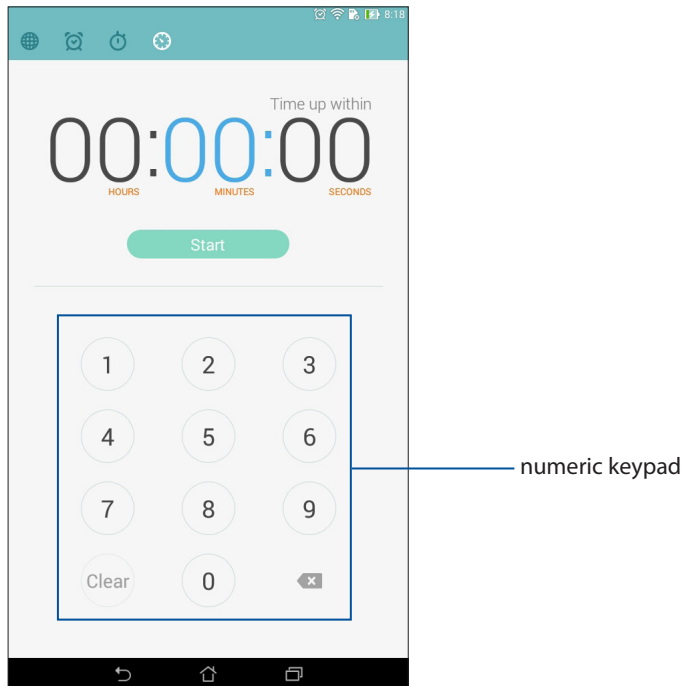 8:18
Time up within
00:00:00
HOURS MINUTES SECONDS
Start
1 2 3
4 5 6
7 8 9
Clear 0
numeric keypad